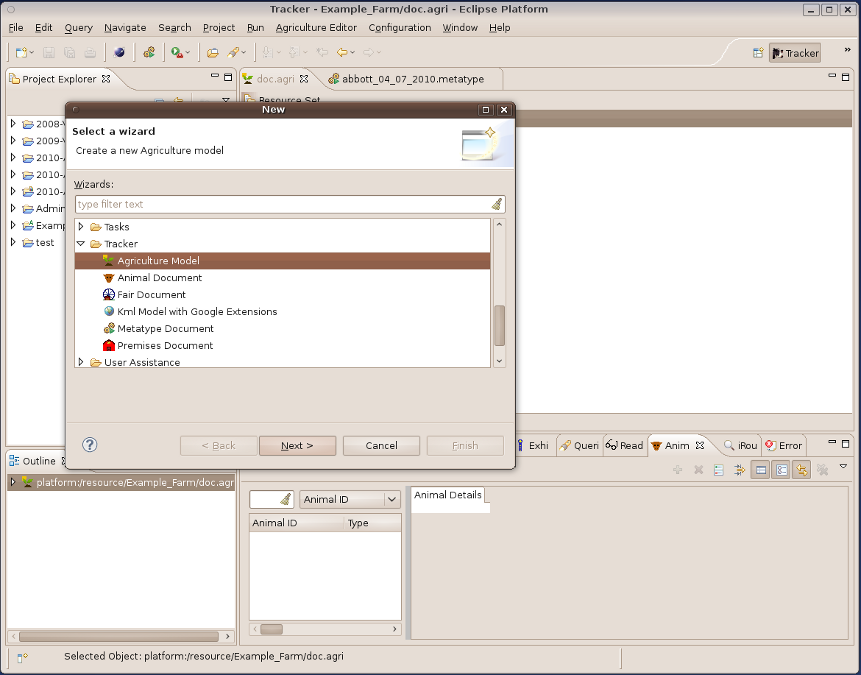 Tracker - Example_Farm/doc.agri - Eclipse Platform
File Edit Query Navigate Search Project Run Agriculture Editor Configuration Window Help
Tracker
Project Explorer
doc.agri
abbott_04_07_2010.metatype
Resource Set
New
Select a wizard
Create a new Agriculture model
Wizards:
type filter text
Tasks
Tracker
Agriculture Model
Animal Document
Fair Document
Kml Model with Google Extensions
Metatype Document
Premises Document
User Assistance
< Back Next > Cancel Finish
2008-
2009-
2010-
2010-
2010-
Admin
Examp
test
Exhi Queri Read Anim iRou Error
Outline
platform:/resource/Example_Farm/doc.agri
Animal ID
Animal ID Type
Animal Details
Selected Object: platform:/resource/Example_Farm/doc.agri